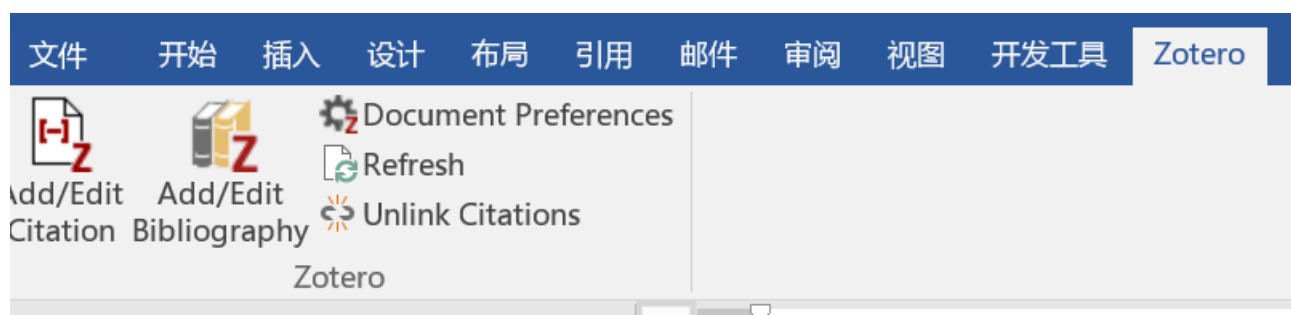 文件 开始 插入 设计 布局 引用 邮件 审阅 视图 开发工具 Zotero
Add/Edit Citation
Add/Edit Bibliography
Document Preferences
Refresh
Unlink Citations
Zotero